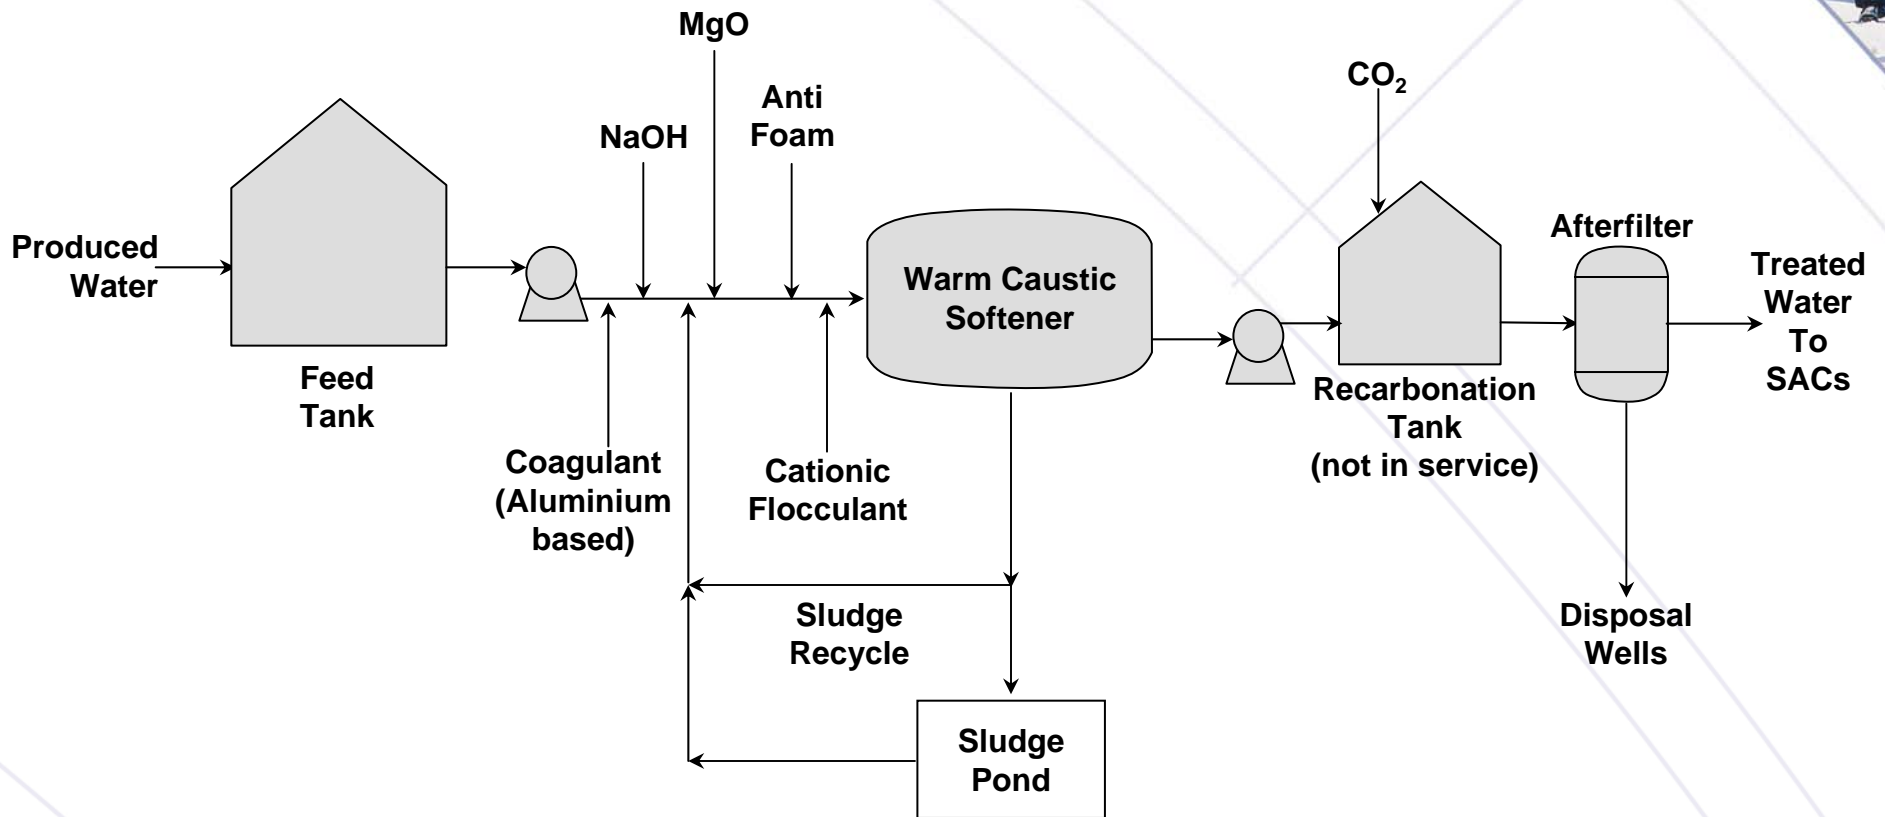 MgO
CO₂
Anti
Foam
NaOH
Produced
Water
Feed
Tank
Warm Caustic
Softener
Afterfilter
Treated
Water
To
SACs
Recarbonation
Tank
(not in service)
Coagulant
(Aluminium
based)
Cationic
Flocculant
Sludge
Recycle
Disposal
Wells
Sludge
Pond